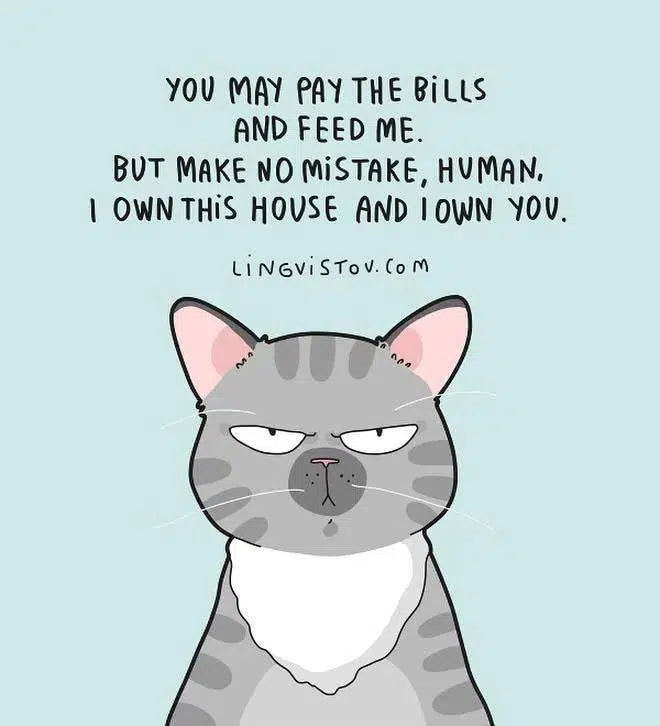 YOU MAY PAY THE BiLLS
AND FEED ME.
BUT MAKE NO MiSTAKE, HUMAN.
I OWN THiS HOUSE AND I OWN YOU.
LiNGViSTOV.COM